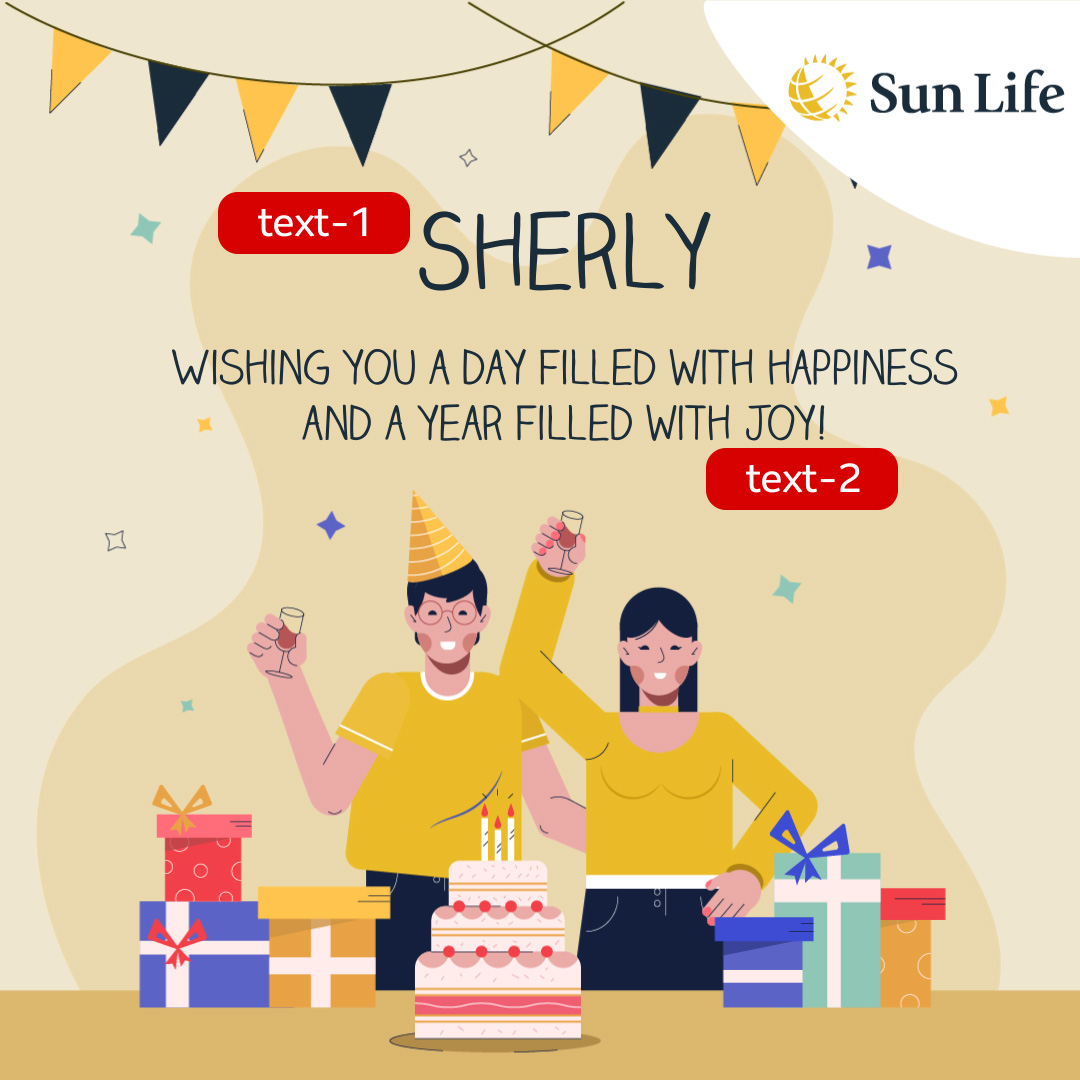 Sun Life
text-1
SHERLY
WISHING YOU A DAY FILLED WITH HAPPINESS
AND A YEAR FILLED WITH JOY!
text-2